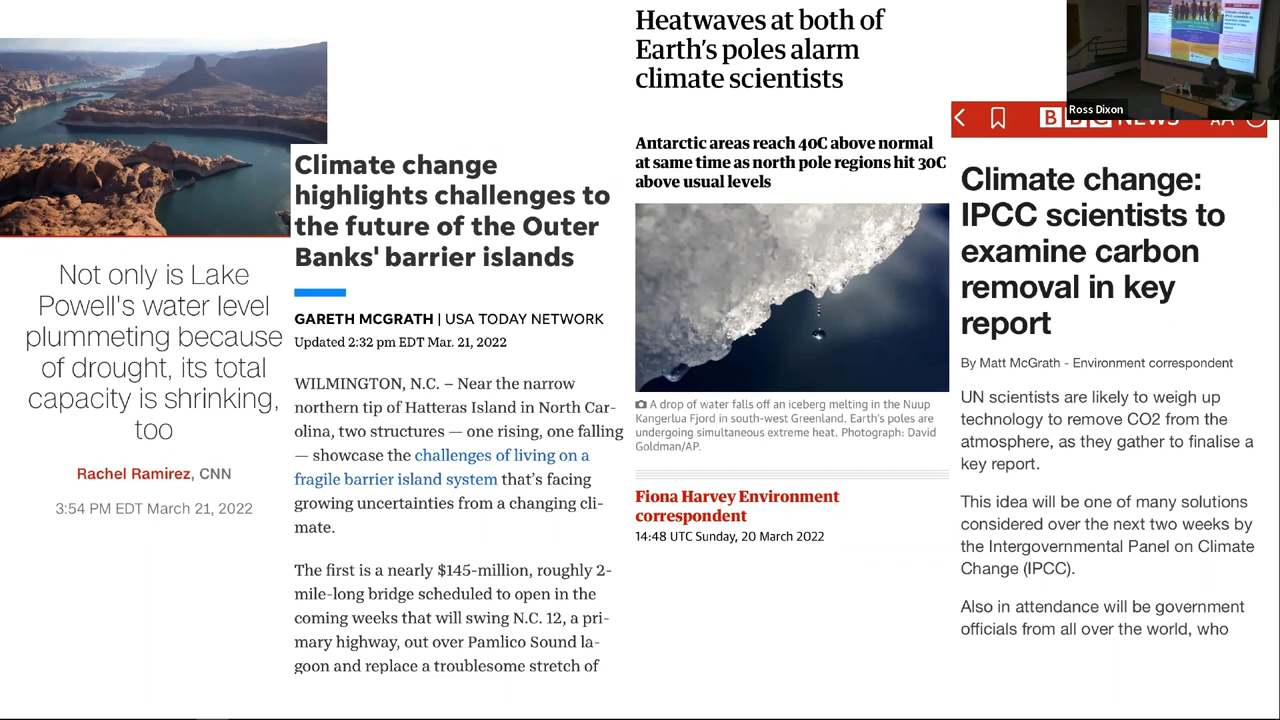 Not only is Lake
Powell's water level
plummeting because
of drought, its total
capacity is shrinking,
too
Rachel Ramirez, CNN
3:54 PM EDT March 21, 2022
Climate change
highlights challenges to
the future of the Outer
Banks' barrier islands
GARETH MCGRATH | USA TODAY NETWORK
Updated 2:32 pm EDT Mar. 21, 2022
WILMINGTON, N.C. – Near the narrow
northern tip of Hatteras Island in North Car-
olina, two structures — one rising, one falling
— showcase the challenges of living on a
fragile barrier island system that's facing
growing uncertainties from a changing cli-
mate.
The first is a nearly $145-million, roughly 2-
mile-long bridge scheduled to open in the
coming weeks that will swing N.C. 12, a pri-
mary highway, out over Pamlico Sound la-
goon and replace a troublesome stretch of
Heatwaves at both of
Earth's poles alarm
climate scientists
Antarctic areas reach 40C above normal
at same time as north pole regions hit 30C
above usual levels
A drop of water falls off an iceberg melting in the Nuup
Kangerlua Fjord in south-west Greenland. Earth's poles are
undergoing simultaneous extreme heat. Photograph: David
Goldman/AP.
Fiona Harvey Environment
correspondent
14:48 UTC Sunday, 20 March 2022
Ross Dixon
BBC NEWS AA
Climate change:
IPCC scientists to
examine carbon
removal in key
report
By Matt McGrath - Environment correspondent
UN scientists are likely to weigh up
technology to remove CO2 from the
atmosphere, as they gather to finalise a
key report.
This idea will be one of many solutions
considered over the next two weeks by
the Intergovernmental Panel on Climate
Change (IPCC).
Also in attendance will be government
officials from all over the world, who